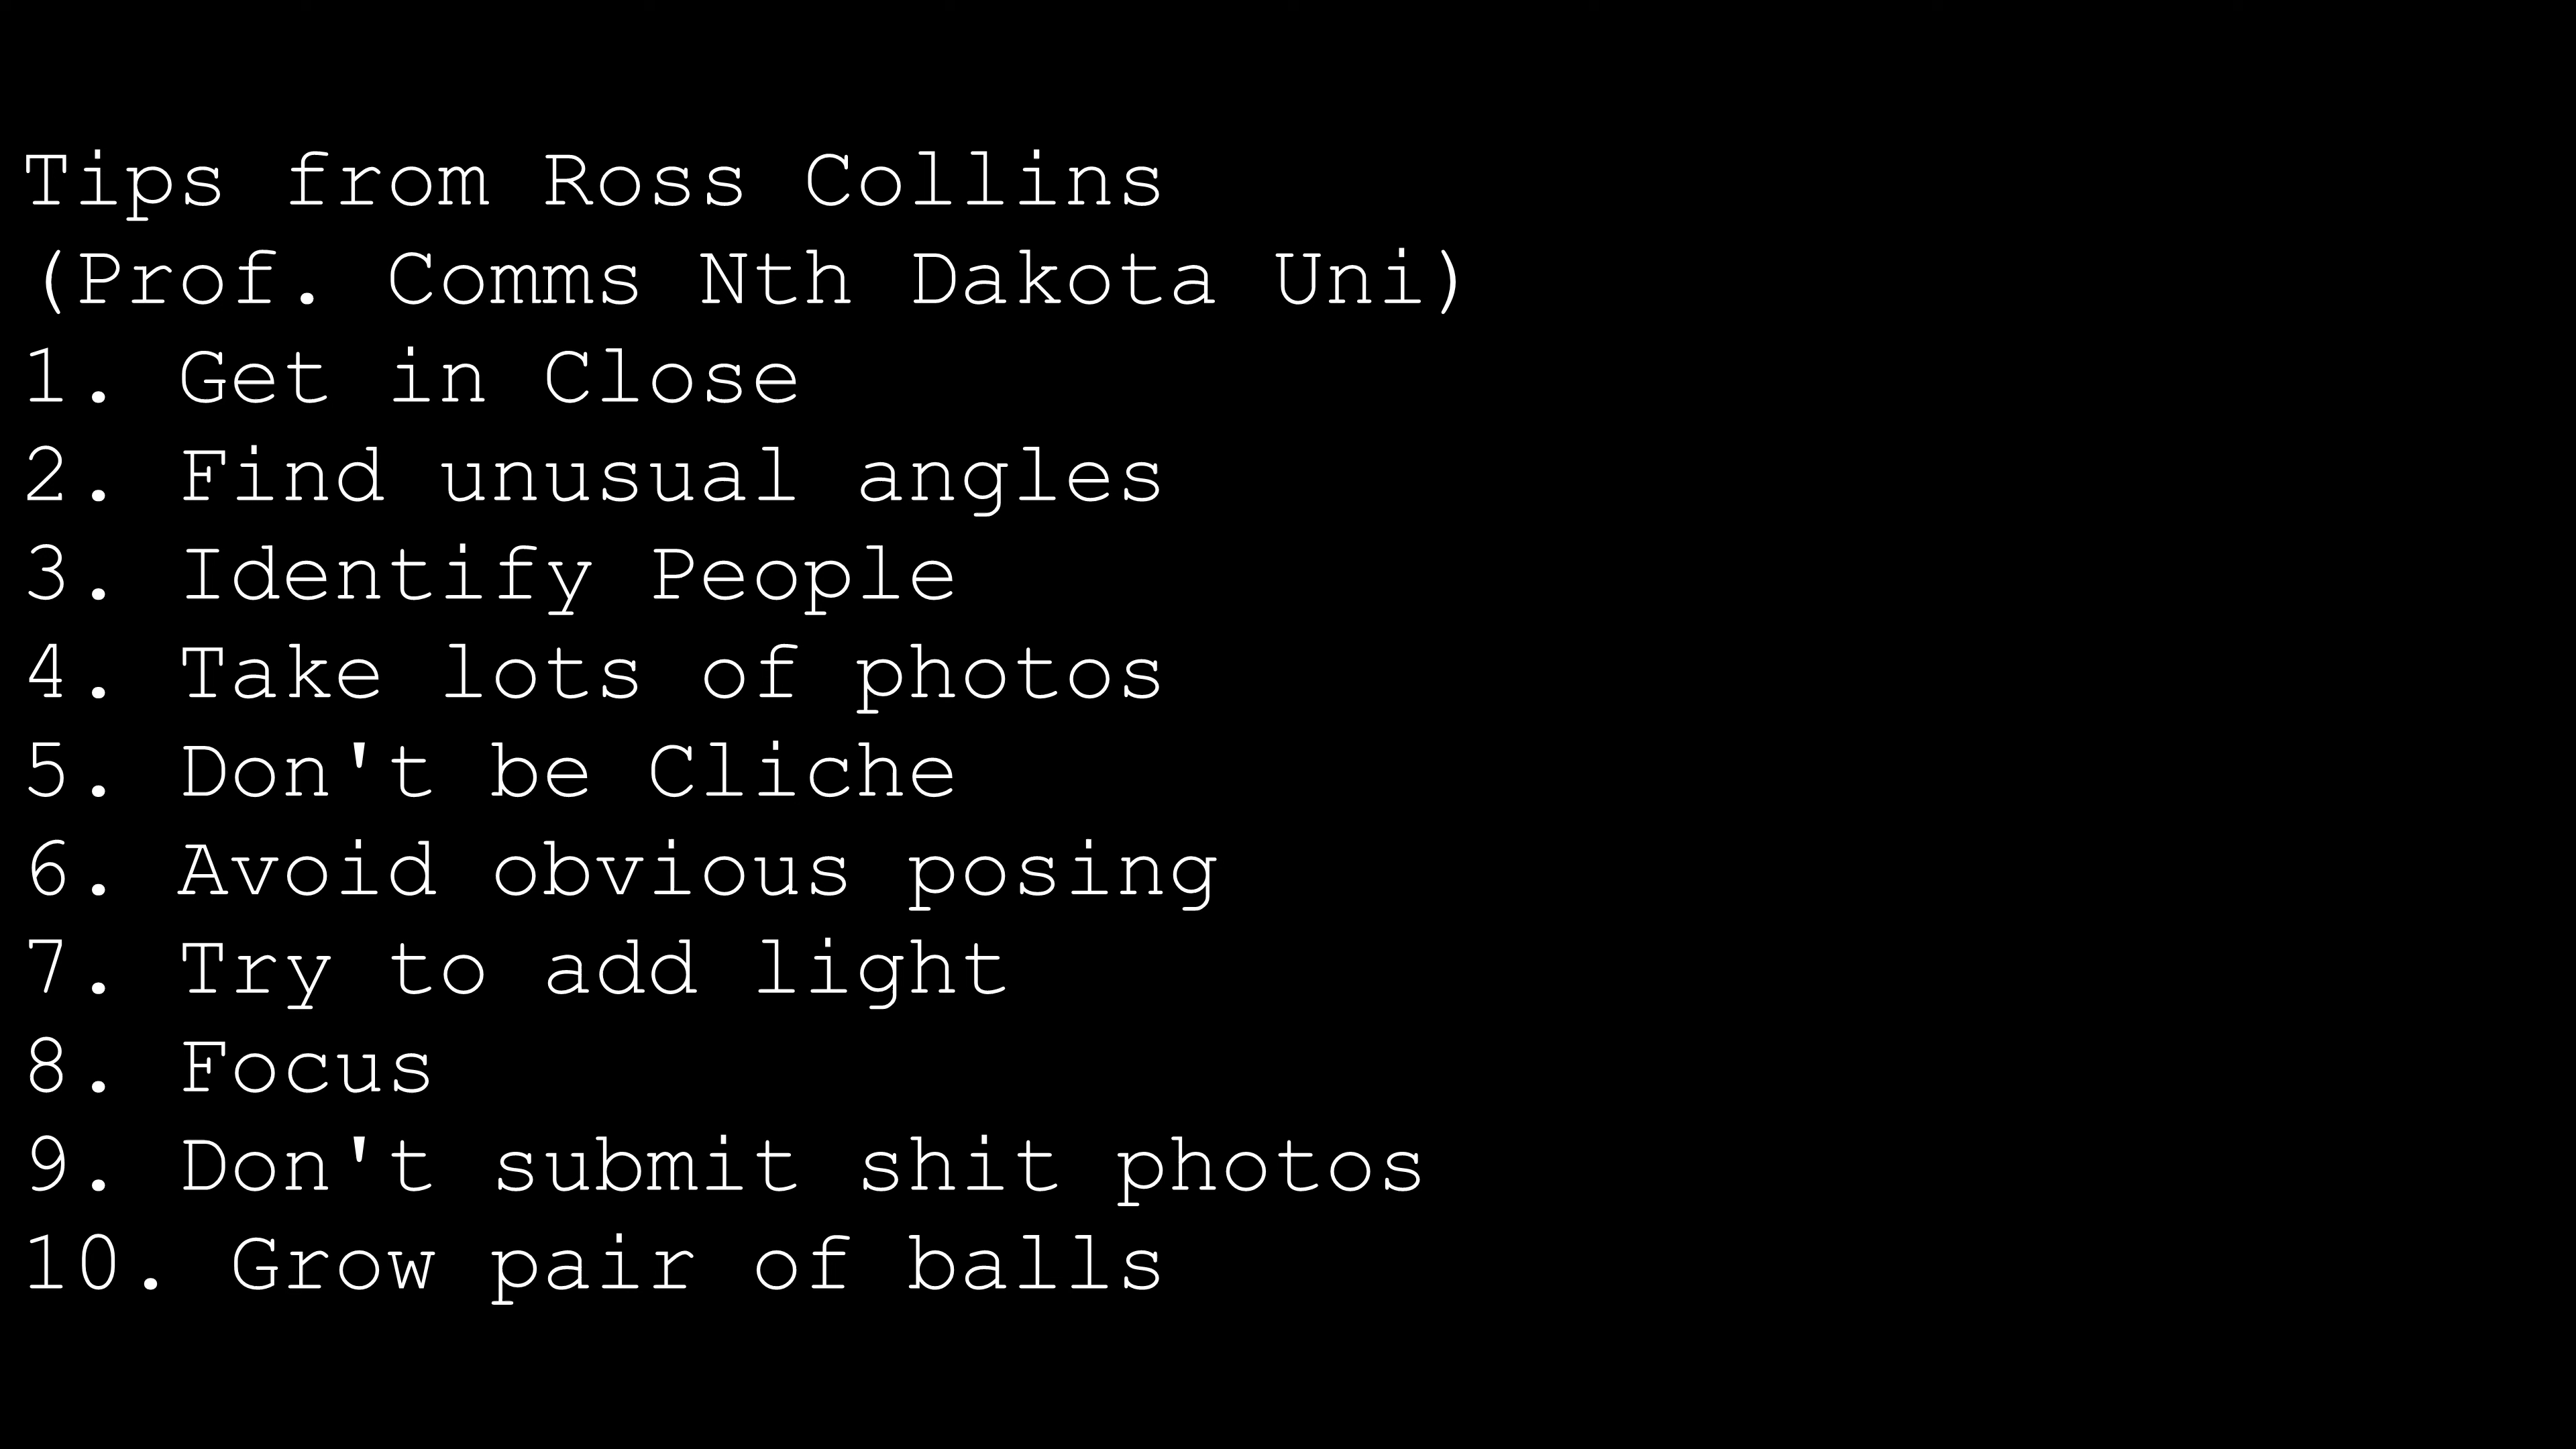 Tips from Ross Collins
(Prof. Comms Nth Dakota Uni)
1. Get in Close
2. Find unusual angles
3. Identify People
4. Take lots of photos
5. Don't be Cliche
6. Avoid obvious posing
7. Try to add light
8. Focus
9. Don't submit shit photos
10. Grow pair of balls